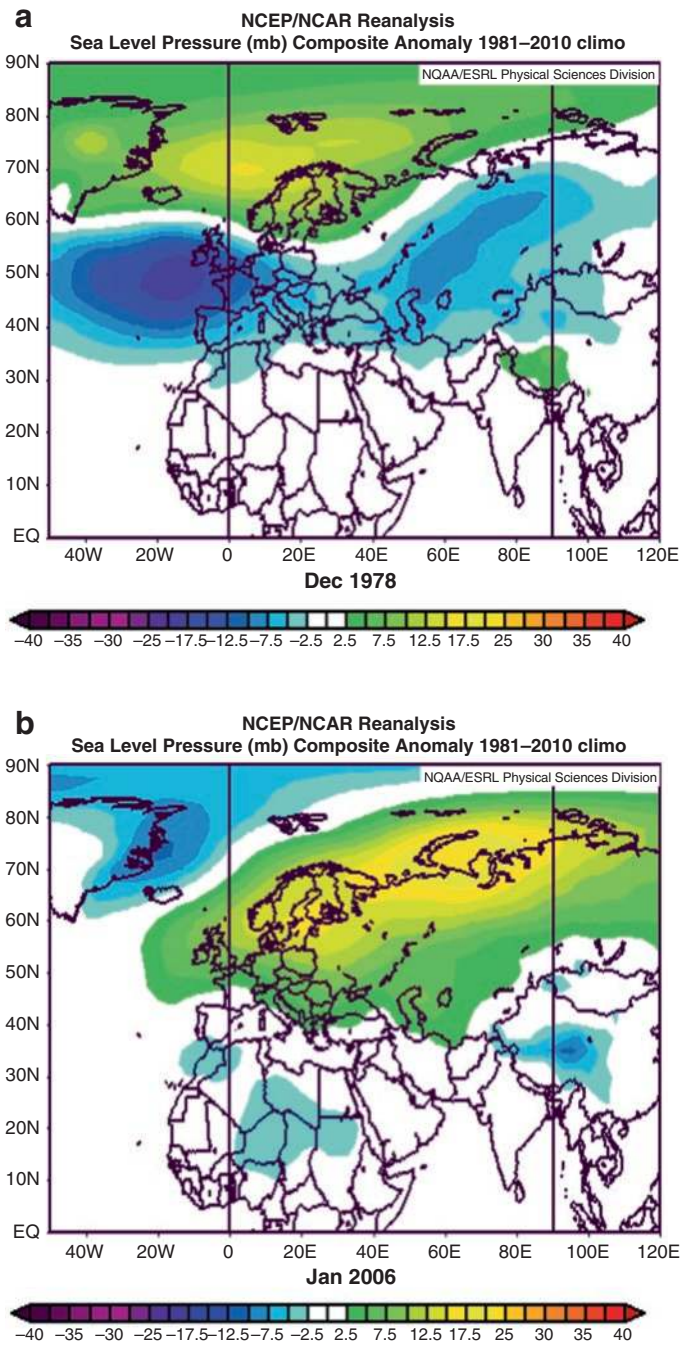 a
NCEP/NCAR Reanalysis
Sea Level Pressure (mb) Composite Anomaly 1981–2010 climo
NQAA/ESRL Physical Sciences Division
90N
80N
70N
60N
50N
40N
30N
20N
10N
EQ
40W 20W 0 20E 40E 60E 80E 100E 120E
Dec 1978
–40 –35 –30 –25 –17.5 –12.5 –7.5 –2.5 2.5 7.5 12.5 17.5 25 30 35 40
b
NCEP/NCAR Reanalysis
Sea Level Pressure (mb) Composite Anomaly 1981–2010 climo
NQAA/ESRL Physical Sciences Division
90N
80N
70N
60N
50N
40N
30N
20N
10N
EQ
40W 20W 0 20E 40E 60E 80E 100E 120E
Jan 2006
–40 –35 –30 –25 –17.5 –12.5 –7.5 –2.5 2.5 7.5 12.5 17.5 25 30 35 40